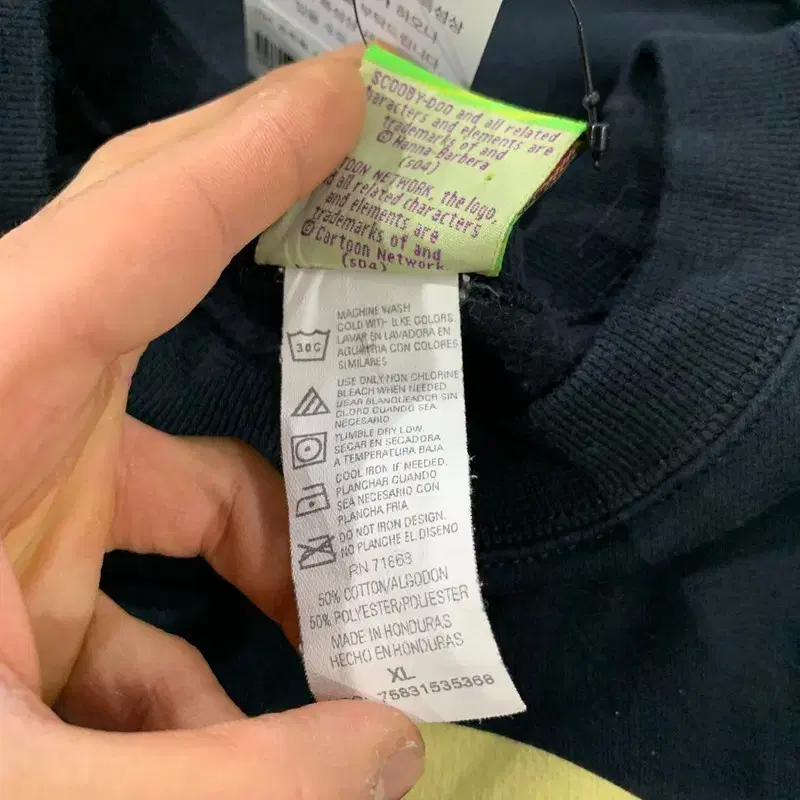 SCOOBY-DOO and all related
characters and elements are
trademarks of and
© Hanna-Barbera
(s04)
TOON NETWORK, the logo,
all related characters
and elements are
trademarks of and
© Cartoon Network
(s04)
MACHINE WASH
COLD WITH LIKE COLORS.
LAVAR EN LAVADORA EN
AGUA FRIA CON COLORES
SIMILARES
30C
USE ONLY NON CHLORINE
BLEACH WHEN NEEDED
USAR BLANQUEADOR SIN
CLORO CUANDO SEA
NECESARIO
TUMBLE DRY LOW.
SECAR EN SECADORA
A TEMPERATURA BAJA
COOL IRON IF NEEDED.
PLANCHAR CUANDO
SEA NECESARIO CON
PLANCHA FRIA
DO NOT IRON DESIGN.
NO PLANCHE EL DISENO
RN 71663
50% COTTON/ALGODON
50% POLYESTER/POLIESTER
MADE IN HONDURAS
HECHO EN HONDURAS
XL
75831535368